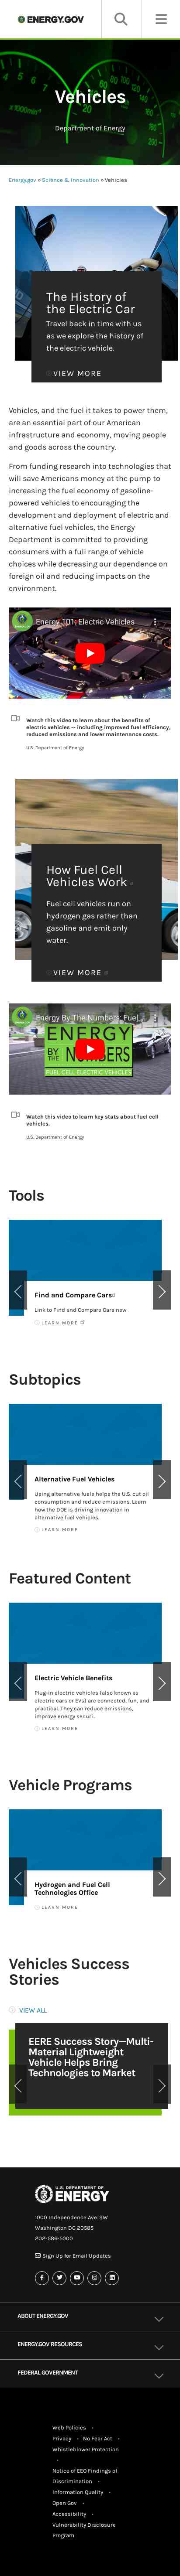 ENERGY.GOV
Vehicles
Department of Energy
Energy.gov » Science & Innovation » Vehicles
The History of
the Electric Car
Travel back in time with us
as we explore the history of
the electric vehicle.
VIEW MORE
Vehicles, and the fuel it takes to power them,
are an essential part of our American
infrastructure and economy, moving people
and goods across the country.
From funding research into technologies that
will save Americans money at the pump to
increasing the fuel economy of gasoline-
powered vehicles to encouraging the
development and deployment of electric and
alternative fuel vehicles, the Energy
Department is committed to providing
consumers a full range of vehicle
choices while decreasing our dependence on
foreign oil and reducing impacts on the
environment.
Energy 101: Electric Vehicles
Watch this video to learn about the benefits of
electric vehicles -- including improved fuel efficiency,
reduced emissions and lower maintenance costs.
U.S. Department of Energy
How Fuel Cell
Vehicles Work
Fuel cell vehicles run on
hydrogen gas rather than
gasoline and emit only
water.
VIEW MORE
Energy By The Numbers: Fuel...
ENERGY
BY THE NUMBERS
FUEL CELL ELECTRIC VEHICLES
Watch this video to learn key stats about fuel cell
vehicles.
U.S. Department of Energy
Tools
Find and Compare Cars
Link to Find and Compare Cars new
LEARN MORE
Subtopics
Alternative Fuel Vehicles
Using alternative fuels helps the U.S. cut oil
consumption and reduce emissions. Learn
how the DOE is driving innovation in
alternative fuel vehicles.
LEARN MORE
Featured Content
Electric Vehicle Benefits
Plug-in electric vehicles (also known as
electric cars or EVs) are connected, fun, and
practical. They can reduce emissions,
improve energy securi...
LEARN MORE
Vehicle Programs
Hydrogen and Fuel Cell
Technologies Office
LEARN MORE
Vehicles Success
Stories
VIEW ALL
EERE Success Story—Multi-
Material Lightweight
Vehicle Helps Bring
Technologies to Market
U.S. DEPARTMENT OF
ENERGY
1000 Independence Ave. SW
Washington DC 20585
202-586-5000
Sign Up for Email Updates
ABOUT ENERGY.GOV
ENERGY.GOV RESOURCES
FEDERAL GOVERNMENT
Web Policies •
Privacy • No Fear Act •
Whistleblower Protection
•
Notice of EEO Findings of
Discrimination •
Information Quality •
Open Gov •
Accessibility •
Vulnerability Disclosure
Program